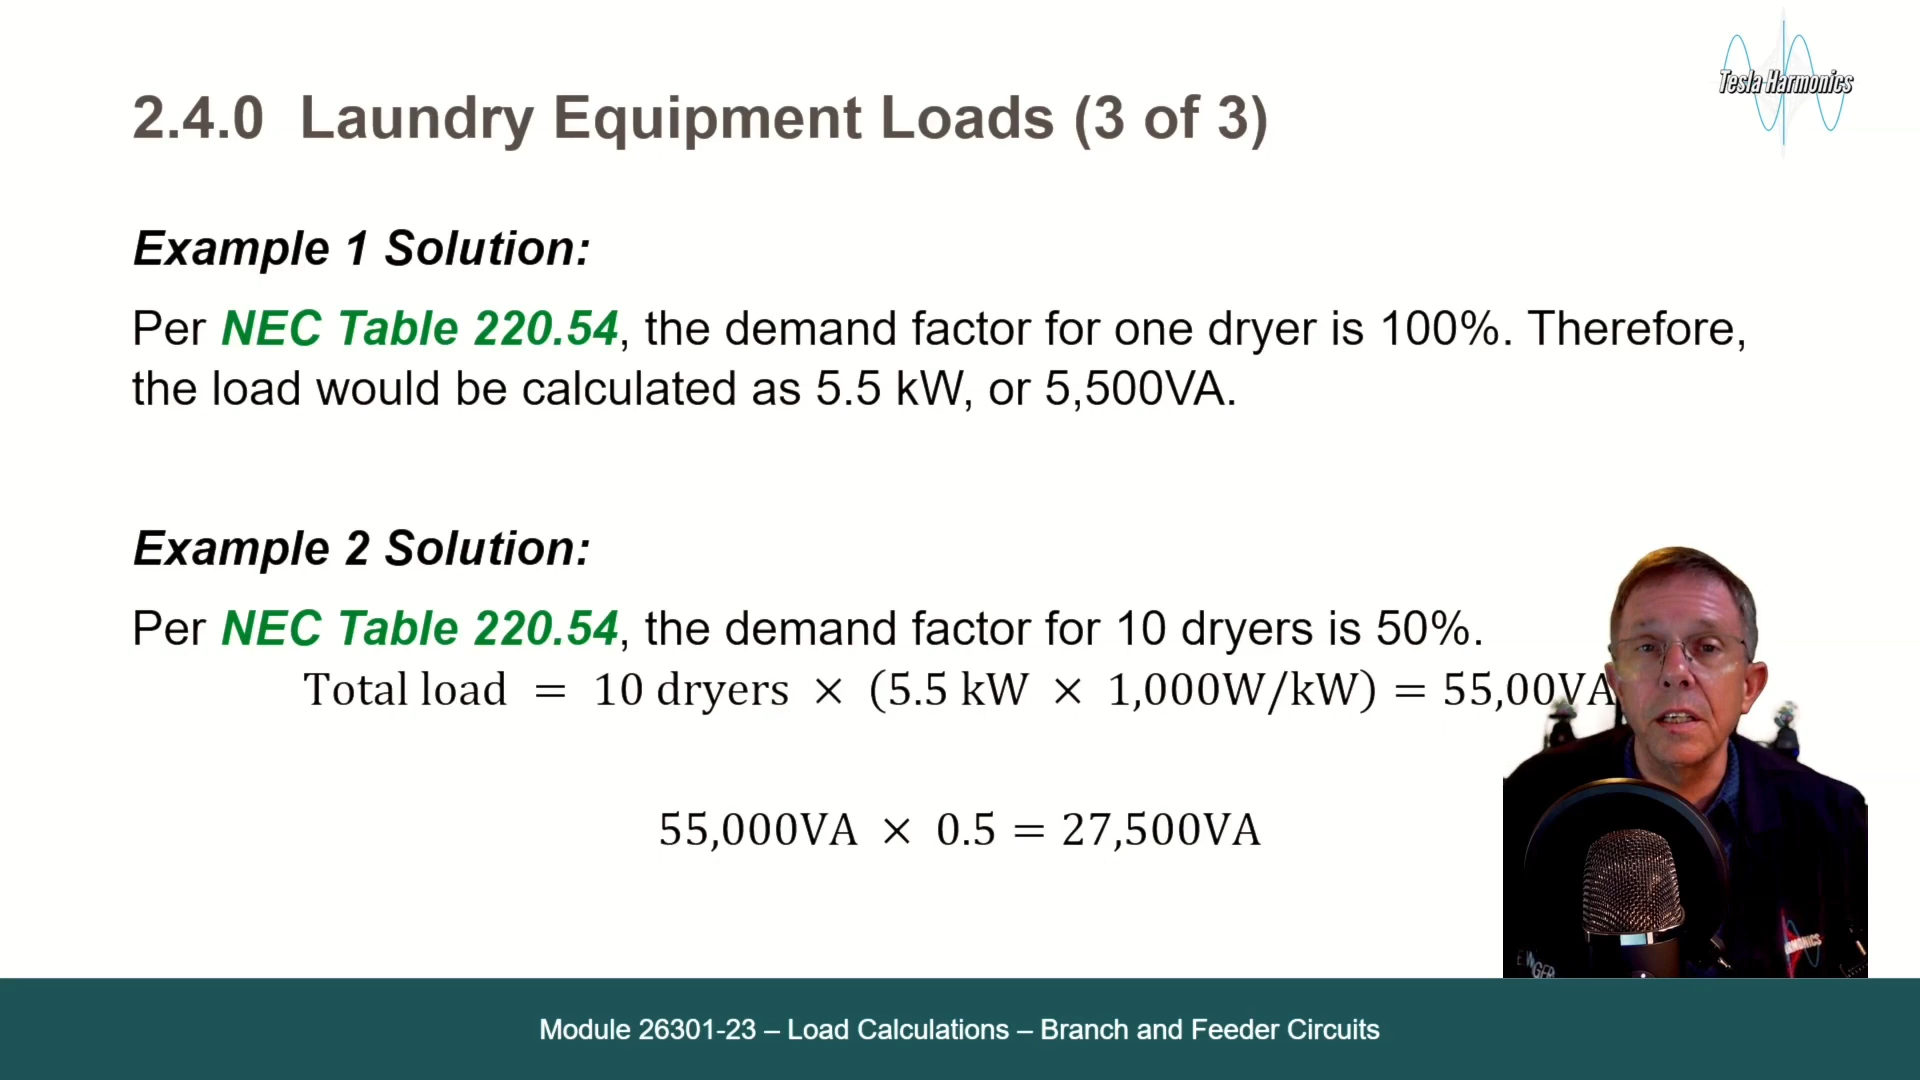 Tesla Harmonics
2.4.0 Laundry Equipment Loads (3 of 3)
Example 1 Solution:
Per NEC Table 220.54, the demand factor for one dryer is 100%. Therefore,
the load would be calculated as 5.5 kW, or 5,500VA.
Example 2 Solution:
Per NEC Table 220.54, the demand factor for 10 dryers is 50%.
Total load = 10 dryers × (5.5 kW × 1,000W/kW) = 55,00VA
55,000VA × 0.5 = 27,500VA
Module 26301-23 – Load Calculations – Branch and Feeder Circuits